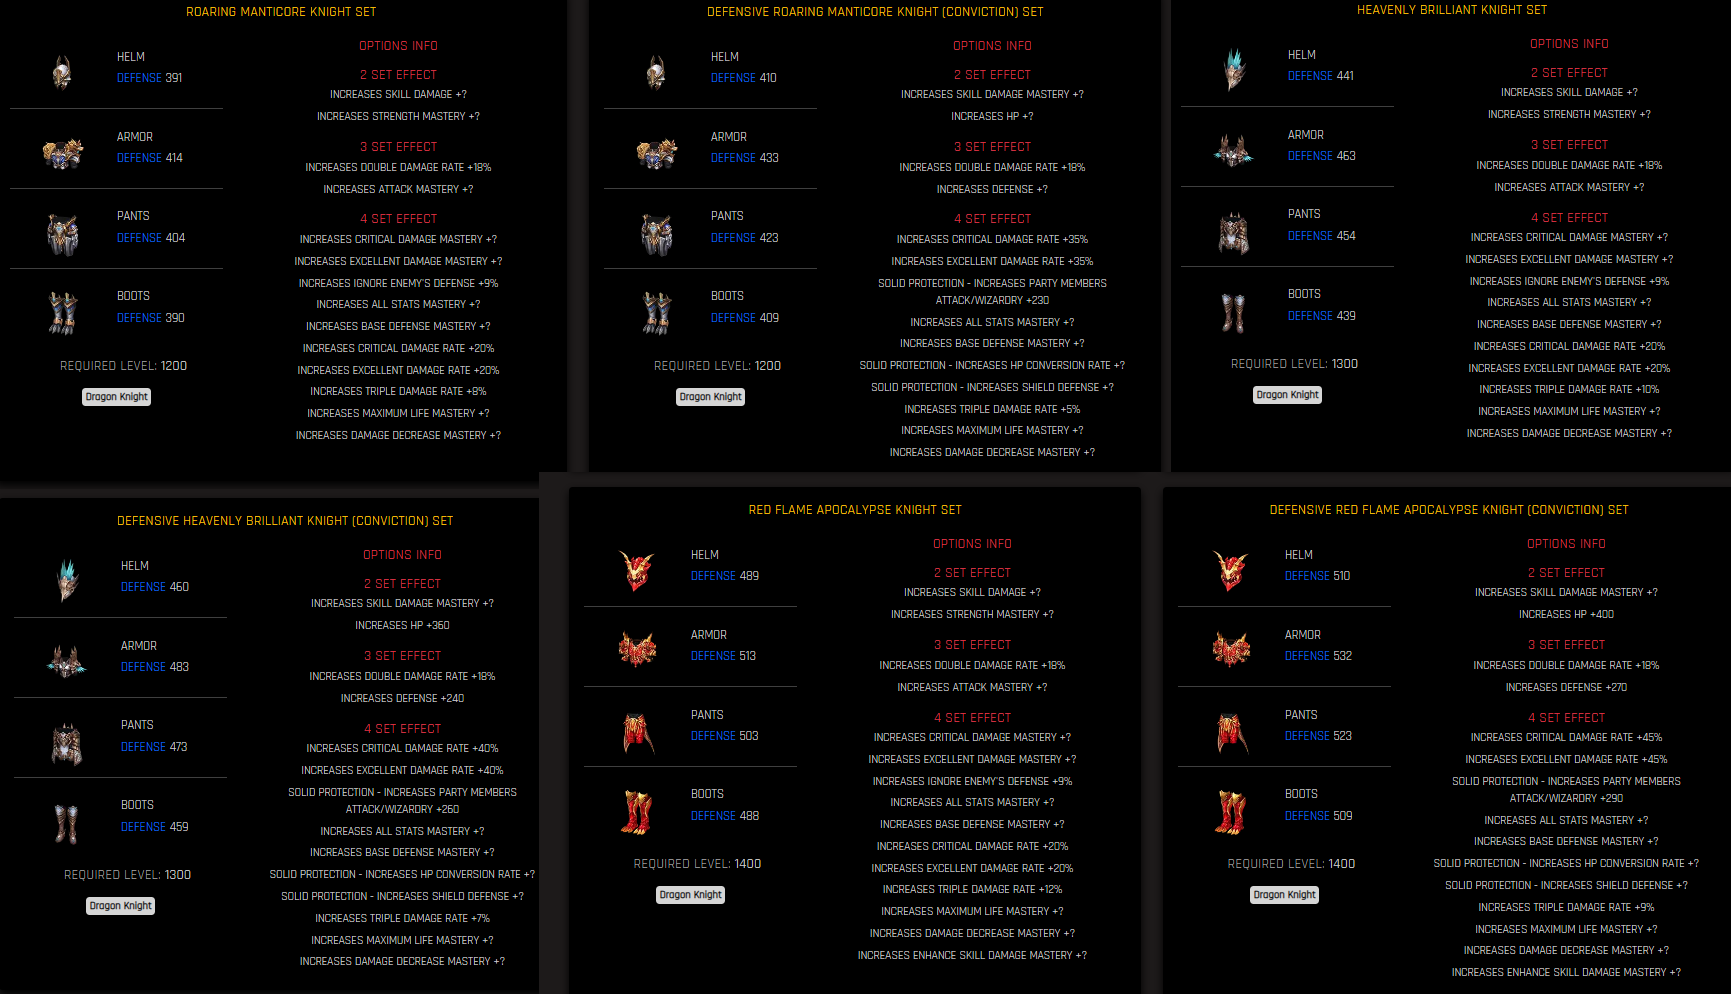 ROARING MANTICORE KNIGHT SET
HELM
DEFENSE 391
ARMOR
DEFENSE 414
PANTS
DEFENSE 404
BOOTS
DEFENSE 390
REQUIRED LEVEL: 1200
Dragon Knight
OPTIONS INFO
2 SET EFFECT
INCREASES SKILL DAMAGE +?
INCREASES STRENGTH MASTERY +?
3 SET EFFECT
INCREASES DOUBLE DAMAGE RATE +18%
INCREASES ATTACK MASTERY +?
4 SET EFFECT
INCREASES CRITICAL DAMAGE MASTERY +?
INCREASES EXCELLENT DAMAGE MASTERY +?
INCREASES IGNORE ENEMY'S DEFENSE +9%
INCREASES ALL STATS MASTERY +?
INCREASES BASE DEFENSE MASTERY +?
INCREASES CRITICAL DAMAGE RATE +20%
INCREASES EXCELLENT DAMAGE RATE +20%
INCREASES TRIPLE DAMAGE RATE +8%
INCREASES MAXIMUM LIFE MASTERY +?
INCREASES DAMAGE DECREASE MASTERY +?
DEFENSIVE ROARING MANTICORE KNIGHT (CONVICTION) SET
HELM
DEFENSE 410
ARMOR
DEFENSE 433
PANTS
DEFENSE 423
BOOTS
DEFENSE 409
REQUIRED LEVEL: 1200
Dragon Knight
OPTIONS INFO
2 SET EFFECT
INCREASES SKILL DAMAGE MASTERY +?
INCREASES HP +?
3 SET EFFECT
INCREASES DOUBLE DAMAGE RATE +18%
INCREASES DEFENSE +?
4 SET EFFECT
INCREASES CRITICAL DAMAGE RATE +35%
INCREASES EXCELLENT DAMAGE RATE +35%
SOLID PROTECTION - INCREASES PARTY MEMBERS
ATTACK/WIZARDRY +230
INCREASES ALL STATS MASTERY +?
INCREASES BASE DEFENSE MASTERY +?
SOLID PROTECTION - INCREASES HP CONVERSION RATE +?
SOLID PROTECTION - INCREASES SHIELD DEFENSE +?
INCREASES TRIPLE DAMAGE RATE +5%
INCREASES MAXIMUM LIFE MASTERY +?
INCREASES DAMAGE DECREASE MASTERY +?
HEAVENLY BRILLIANT KNIGHT SET
HELM
DEFENSE 441
ARMOR
DEFENSE 463
PANTS
DEFENSE 454
BOOTS
DEFENSE 439
REQUIRED LEVEL: 1300
Dragon Knight
OPTIONS INFO
2 SET EFFECT
INCREASES SKILL DAMAGE +?
INCREASES STRENGTH MASTERY +?
3 SET EFFECT
INCREASES DOUBLE DAMAGE RATE +18%
INCREASES ATTACK MASTERY +?
4 SET EFFECT
INCREASES CRITICAL DAMAGE MASTERY +?
INCREASES EXCELLENT DAMAGE MASTERY +?
INCREASES IGNORE ENEMY'S DEFENSE +9%
INCREASES ALL STATS MASTERY +?
INCREASES BASE DEFENSE MASTERY +?
INCREASES CRITICAL DAMAGE RATE +20%
INCREASES EXCELLENT DAMAGE RATE +20%
INCREASES TRIPLE DAMAGE RATE +10%
INCREASES MAXIMUM LIFE MASTERY +?
INCREASES DAMAGE DECREASE MASTERY +?
DEFENSIVE HEAVENLY BRILLIANT KNIGHT (CONVICTION) SET
HELM
DEFENSE 460
ARMOR
DEFENSE 483
PANTS
DEFENSE 473
BOOTS
DEFENSE 459
REQUIRED LEVEL: 1300
Dragon Knight
OPTIONS INFO
2 SET EFFECT
INCREASES SKILL DAMAGE MASTERY +?
INCREASES HP +360
3 SET EFFECT
INCREASES DOUBLE DAMAGE RATE +18%
INCREASES DEFENSE +240
4 SET EFFECT
INCREASES CRITICAL DAMAGE RATE +40%
INCREASES EXCELLENT DAMAGE RATE +40%
SOLID PROTECTION - INCREASES PARTY MEMBERS
ATTACK/WIZARDRY +260
INCREASES ALL STATS MASTERY +?
INCREASES BASE DEFENSE MASTERY +?
SOLID PROTECTION - INCREASES HP CONVERSION RATE +?
SOLID PROTECTION - INCREASES SHIELD DEFENSE +?
INCREASES TRIPLE DAMAGE RATE +7%
INCREASES MAXIMUM LIFE MASTERY +?
INCREASES DAMAGE DECREASE MASTERY +?
RED FLAME APOCALYPSE KNIGHT SET
HELM
DEFENSE 489
ARMOR
DEFENSE 513
PANTS
DEFENSE 503
BOOTS
DEFENSE 488
REQUIRED LEVEL: 1400
Dragon Knight
OPTIONS INFO
2 SET EFFECT
INCREASES SKILL DAMAGE +?
INCREASES STRENGTH MASTERY +?
3 SET EFFECT
INCREASES DOUBLE DAMAGE RATE +18%
INCREASES ATTACK MASTERY +?
4 SET EFFECT
INCREASES CRITICAL DAMAGE MASTERY +?
INCREASES EXCELLENT DAMAGE MASTERY +?
INCREASES IGNORE ENEMY'S DEFENSE +9%
INCREASES ALL STATS MASTERY +?
INCREASES BASE DEFENSE MASTERY +?
INCREASES CRITICAL DAMAGE RATE +20%
INCREASES EXCELLENT DAMAGE RATE +20%
INCREASES TRIPLE DAMAGE RATE +12%
INCREASES MAXIMUM LIFE MASTERY +?
INCREASES DAMAGE DECREASE MASTERY +?
INCREASES ENHANCE SKILL DAMAGE MASTERY +?
DEFENSIVE RED FLAME APOCALYPSE KNIGHT (CONVICTION) SET
HELM
DEFENSE 510
ARMOR
DEFENSE 532
PANTS
DEFENSE 523
BOOTS
DEFENSE 509
REQUIRED LEVEL: 1400
Dragon Knight
OPTIONS INFO
2 SET EFFECT
INCREASES SKILL DAMAGE MASTERY +?
INCREASES HP +400
3 SET EFFECT
INCREASES DOUBLE DAMAGE RATE +18%
INCREASES DEFENSE +270
4 SET EFFECT
INCREASES CRITICAL DAMAGE RATE +45%
INCREASES EXCELLENT DAMAGE RATE +45%
SOLID PROTECTION - INCREASES PARTY MEMBERS
ATTACK/WIZARDRY +290
INCREASES ALL STATS MASTERY +?
INCREASES BASE DEFENSE MASTERY +?
SOLID PROTECTION - INCREASES HP CONVERSION RATE +?
SOLID PROTECTION - INCREASES SHIELD DEFENSE +?
INCREASES TRIPLE DAMAGE RATE +9%
INCREASES MAXIMUM LIFE MASTERY +?
INCREASES DAMAGE DECREASE MASTERY +?
INCREASES ENHANCE SKILL DAMAGE MASTERY +?